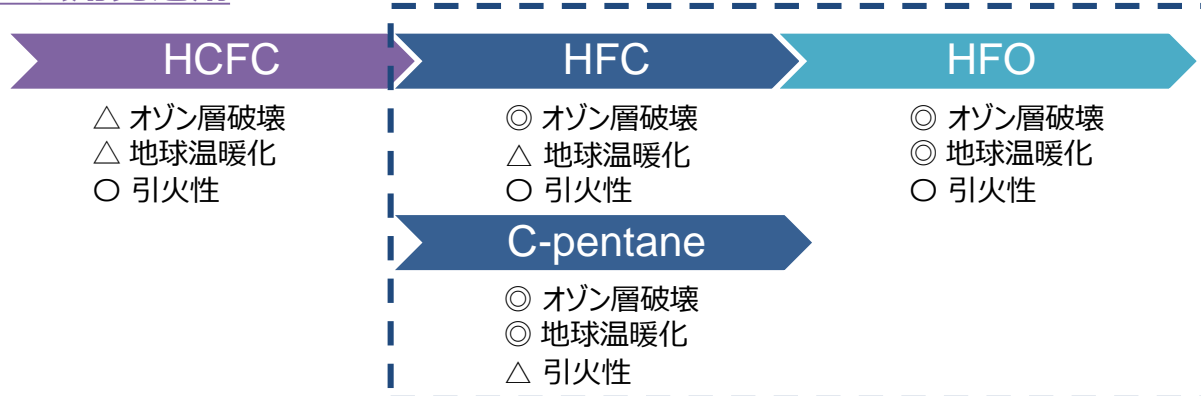 HCFC
HFC
HFO
△ オゾン層破壊
△ 地球温暖化
○ 引火性
◎ オゾン層破壊
△ 地球温暖化
○ 引火性
◎ オゾン層破壊
◎ 地球温暖化
○ 引火性
C-pentane
◎ オゾン層破壊
◎ 地球温暖化
△ 引火性